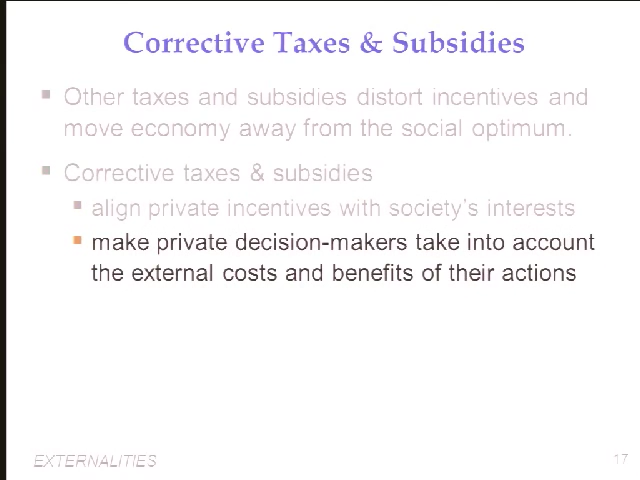 Corrective Taxes & Subsidies
Other taxes and subsidies distort incentives and
move economy away from the social optimum.
Corrective taxes & subsidies
align private incentives with society's interests
make private decision-makers take into account
the external costs and benefits of their actions
EXTERNALITIES
17